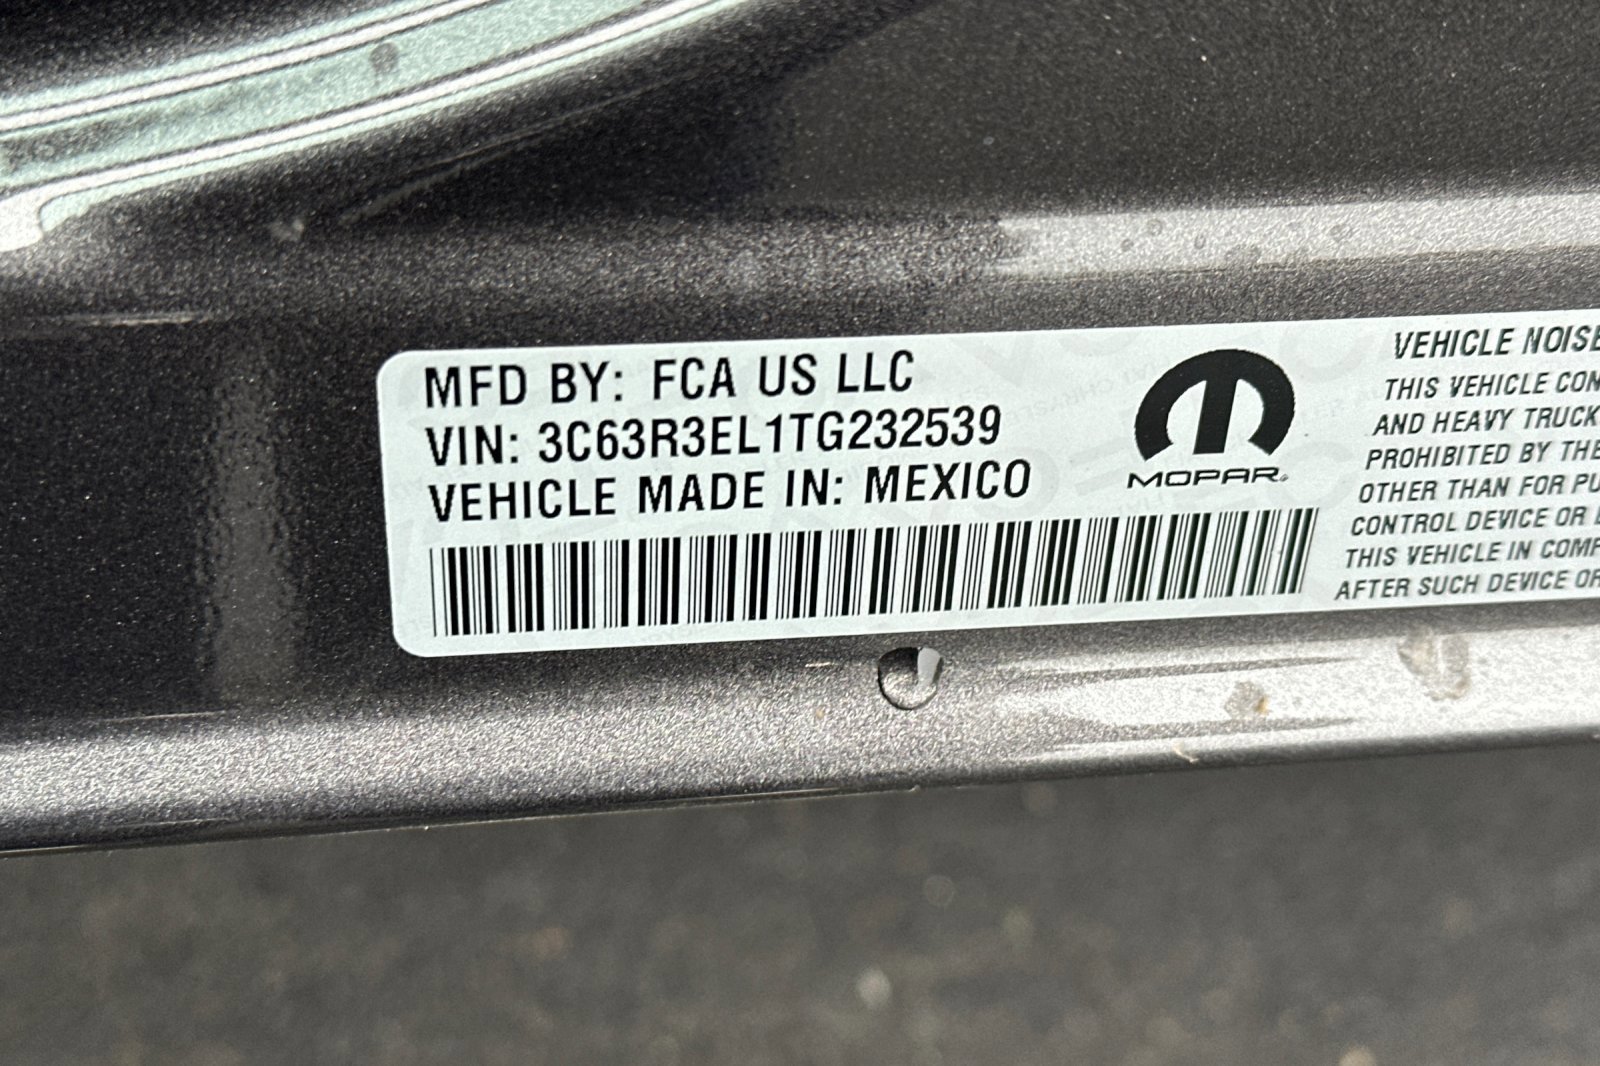 MFD BY: FCA US LLC
VIN: 3C63R3EL1TG232539
VEHICLE MADE IN: MEXICO
MOPAR®
VEHICLE NOISE
THIS VEHICLE CON
AND HEAVY TRUCK
PROHIBITED BY THE
OTHER THAN FOR PU
CONTROL DEVICE OR
THIS VEHICLE IN COMP
AFTER SUCH DEVICE OR